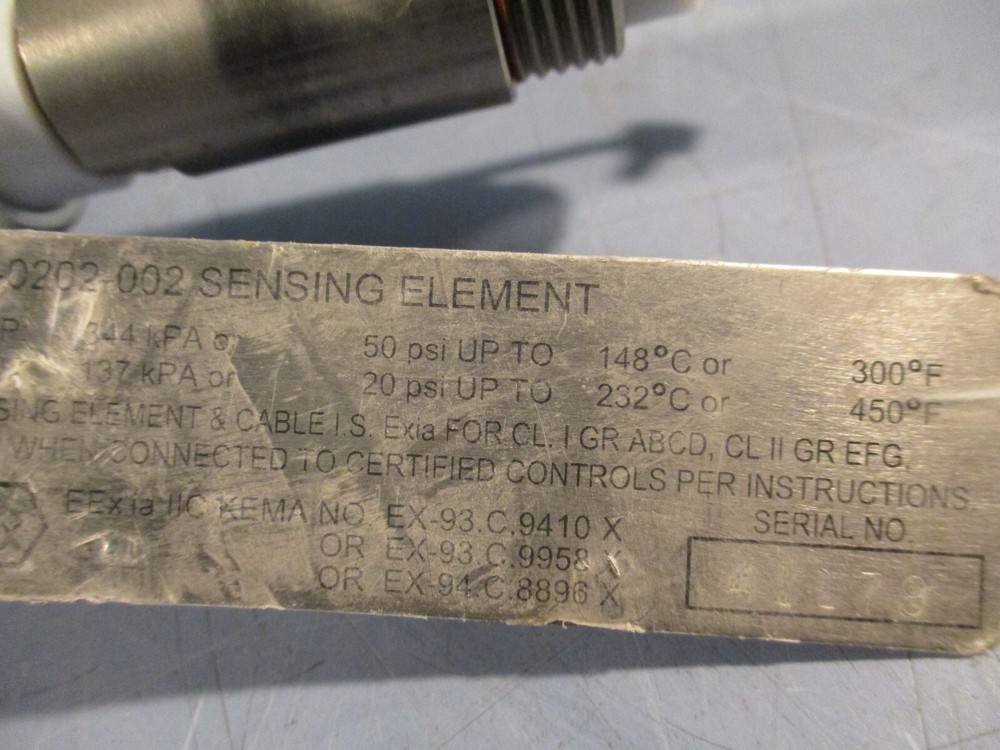 -0202-002 SENSING ELEMENT
P: 344 kPA or 50 psi UP TO 148°C or 300°F
137 kPA or 20 psi UP TO 232°C or 450°F
SING ELEMENT & CABLE I.S. Exia FOR CL. I GR ABCD, CL II GR EFG,
WHEN CONNECTED TO CERTIFIED CONTROLS PER INSTRUCTIONS
EEx ia IIC KEMA NO EX-93.C.9410 X
OR EX-93.C.9958 X
OR EX-94.C.8896 X
SERIAL NO.